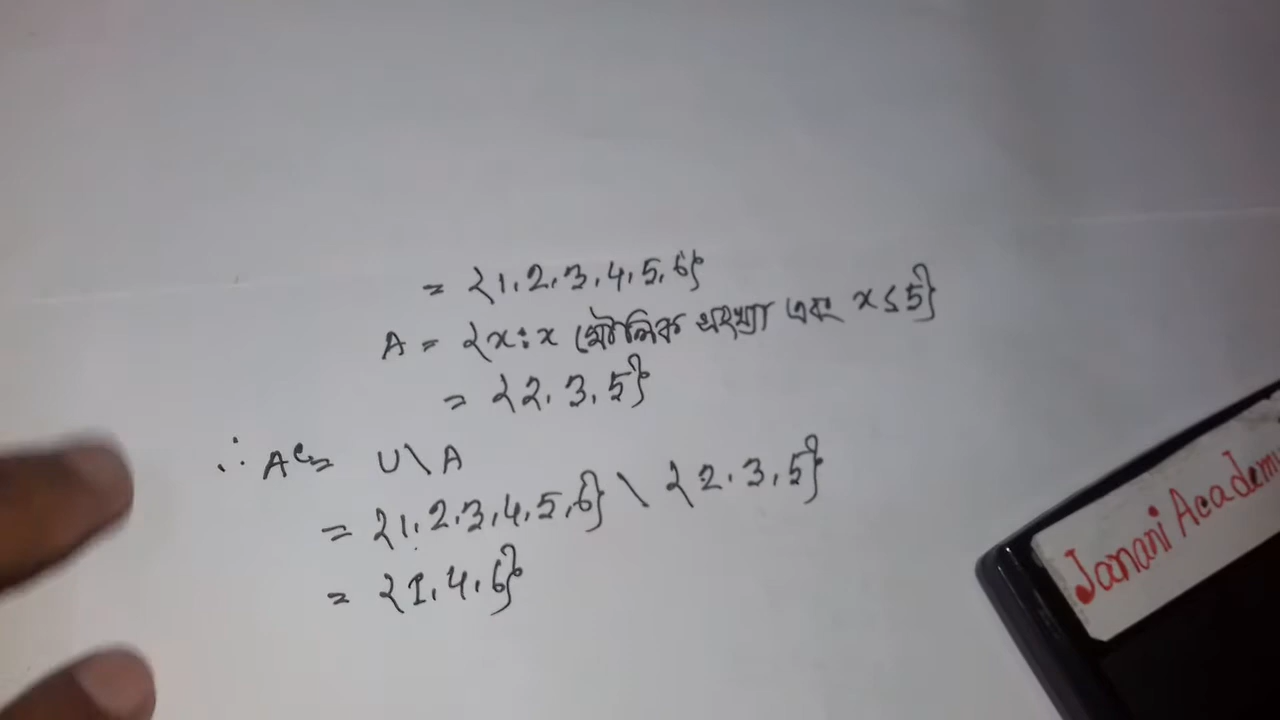 = {1, 2, 3, 4, 5, 6}
A = {x : x মৌলিক সংখ্যা এবং x ≤ 5}
= {2, 3, 5}
∴ Aᶜ = U \ A
= {1, 2, 3, 4, 5, 6} \ {2, 3, 5}
= {1, 4, 6}
Janani Academy